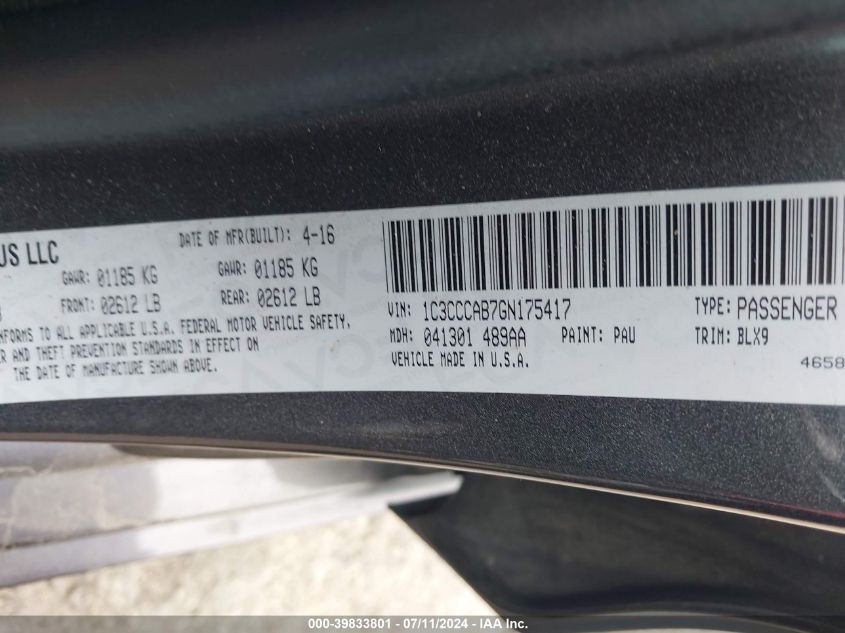 US LLC
DATE OF MFR(BUILT): 4-16
GAWR: 01185 KG GAWR: 01185 KG
FRONT: 02612 LB REAR: 02612 LB
TO ALL APPLICABLE U.S.A. FEDERAL MOTOR VEHICLE SAFETY,
AND THEFT PREVENTION STANDARDS IN EFFECT ON
THE DATE OF MANUFACTURE SHOWN ABOVE.
VIN: 1C3CCCAB7GN175417 TYPE: PASSENGER
MDH: 041301 489AA PAINT: PAU TRIM: BLX9
VEHICLE MADE IN U.S.A.
4658
000-39833801 - 07/11/2024 - IAA Inc.